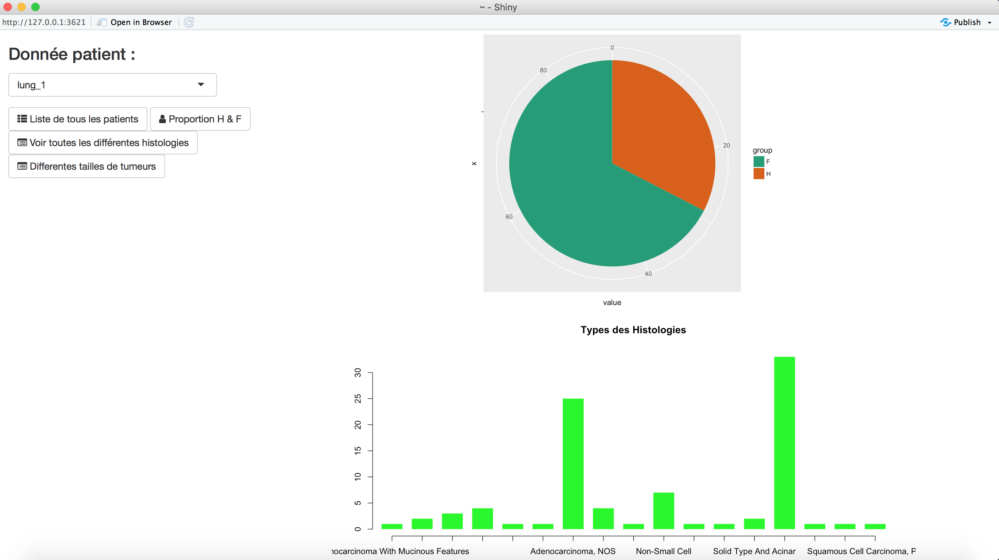 ~ - Shiny
http://127.0.0.1:3621 Open in Browser Publish
Donnée patient :
lung_1
Liste de tous les patients Proportion H & F
Voir toutes les différentes histologies
Differentes tailles de tumeurs
0
80
20
60
40
x
value
group
F
H
Types des Histologies
30
25
20
15
10
5
0
nocarcinoma With Mucinous Features Adenocarcinoma, NOS Non-Small Cell Solid Type And Acinar Squamous Cell Carcinoma, P